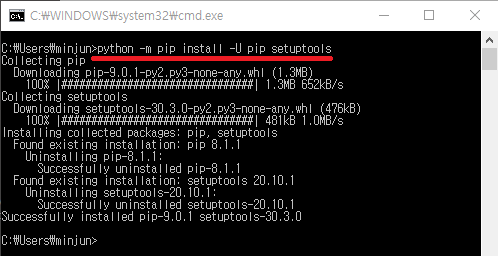 C:\WINDOWS\system32\cmd.exe
C:₩Users₩minjun>python -m pip install -U pip setuptools
Collecting pip
Downloading pip-9.0.1-py2.py3-none-any.whl (1.3MB)
100% |################################| 1.3MB 652kB/s
Collecting setuptools
Downloading setuptools-30.3.0-py2.py3-none-any.whl (476kB)
100% |################################| 481kB 1.0MB/s
Installing collected packages: pip, setuptools
Found existing installation: pip 8.1.1
Uninstalling pip-8.1.1:
Successfully uninstalled pip-8.1.1
Found existing installation: setuptools 20.10.1
Uninstalling setuptools-20.10.1:
Successfully uninstalled setuptools-20.10.1
Successfully installed pip-9.0.1 setuptools-30.3.0
C:₩Users₩minjun>